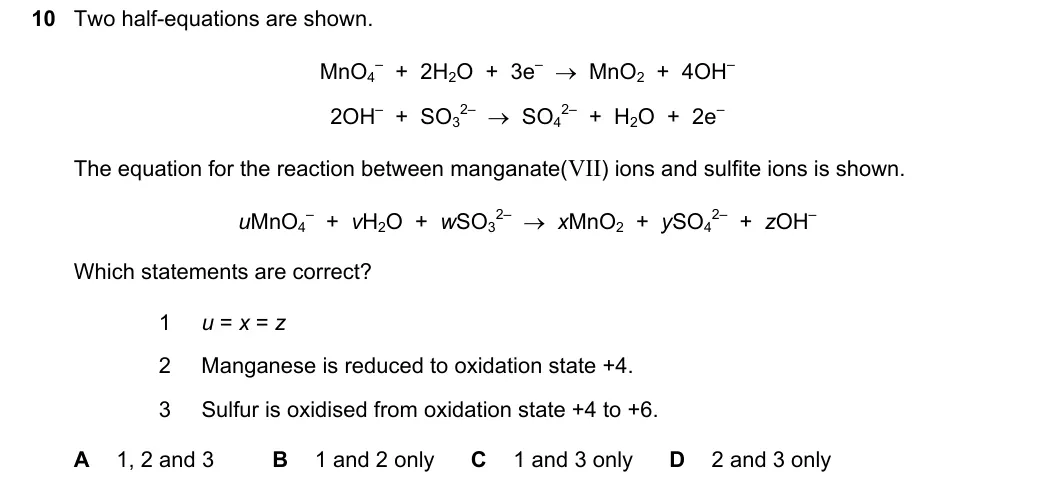 10 Two half-equations are shown.
MnO₄⁻ + 2H₂O + 3e⁻ → MnO₂ + 4OH⁻
2OH⁻ + SO₃²⁻ → SO₄²⁻ + H₂O + 2e⁻
The equation for the reaction between manganate(VII) ions and sulfite ions is shown.
uMnO₄⁻ + vH₂O + wSO₃²⁻ → xMnO₂ + ySO₄²⁻ + zOH⁻
Which statements are correct?
1 u = x = z
2 Manganese is reduced to oxidation state +4.
3 Sulfur is oxidised from oxidation state +4 to +6.
A 1, 2 and 3 B 1 and 2 only C 1 and 3 only D 2 and 3 only